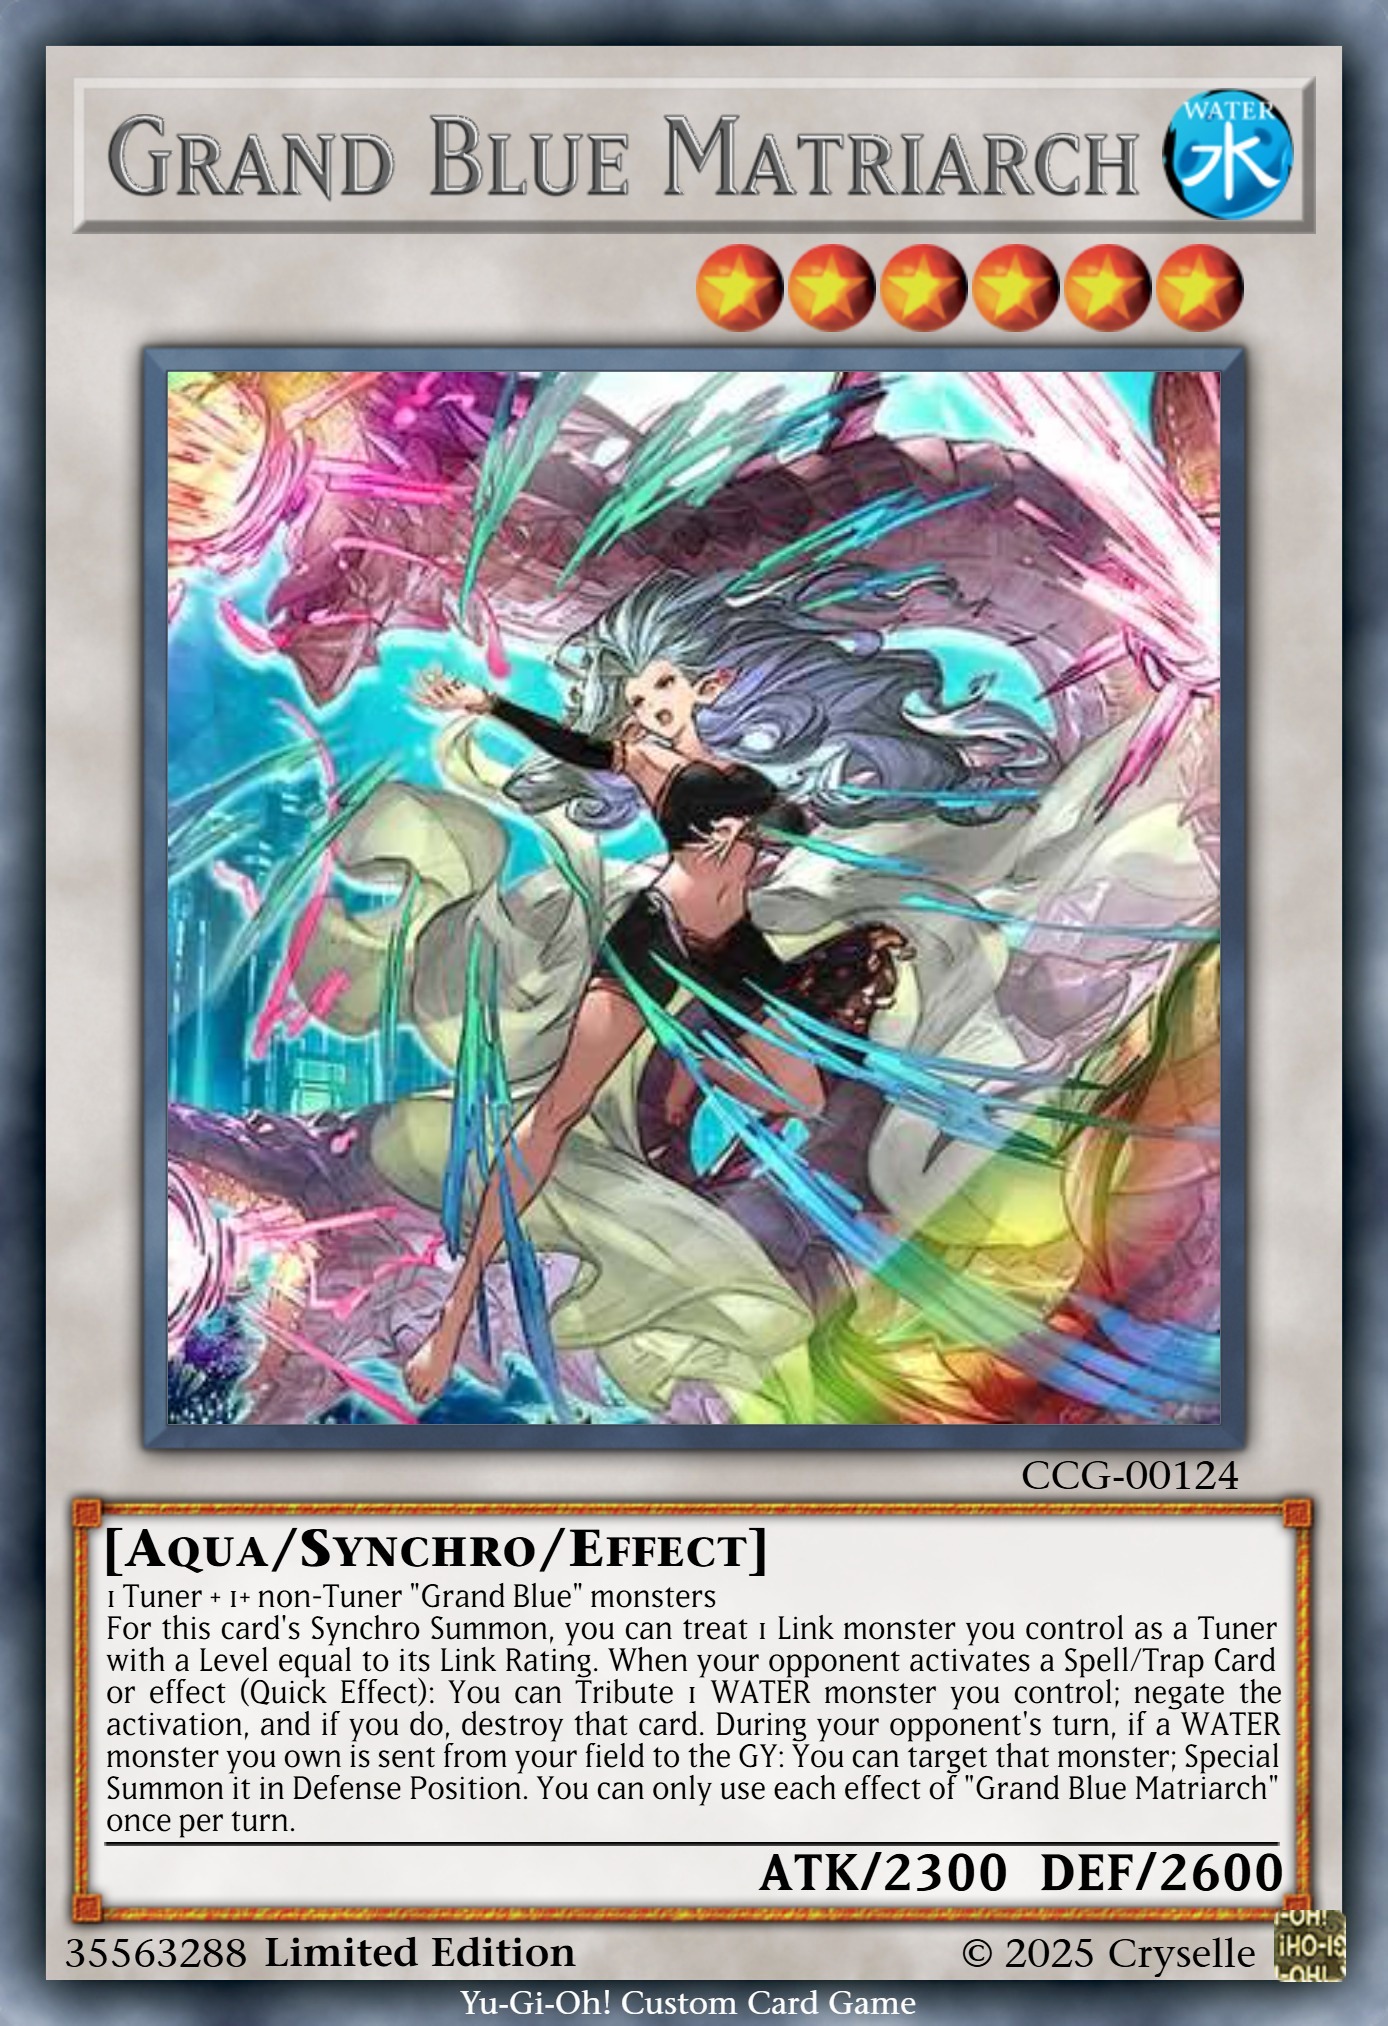 Grand Blue Matriarch
WATER
水
CCG-00124
[Aqua/Synchro/Effect]
1 Tuner + 1+ non-Tuner "Grand Blue" monsters
For this card's Synchro Summon, you can treat 1 Link monster you control as a Tuner
with a Level equal to its Link Rating. When your opponent activates a Spell/Trap Card
or effect (Quick Effect): You can Tribute 1 WATER monster you control; negate the
activation, and if you do, destroy that card. During your opponent's turn, if a WATER
monster you own is sent from your field to the GY: You can target that monster; Special
Summon it in Defense Position. You can only use each effect of "Grand Blue Matriarch"
once per turn.
ATK/2300 DEF/2600
35563288 Limited Edition
© 2025 Cryselle
Yu-Gi-Oh! Custom Card Game